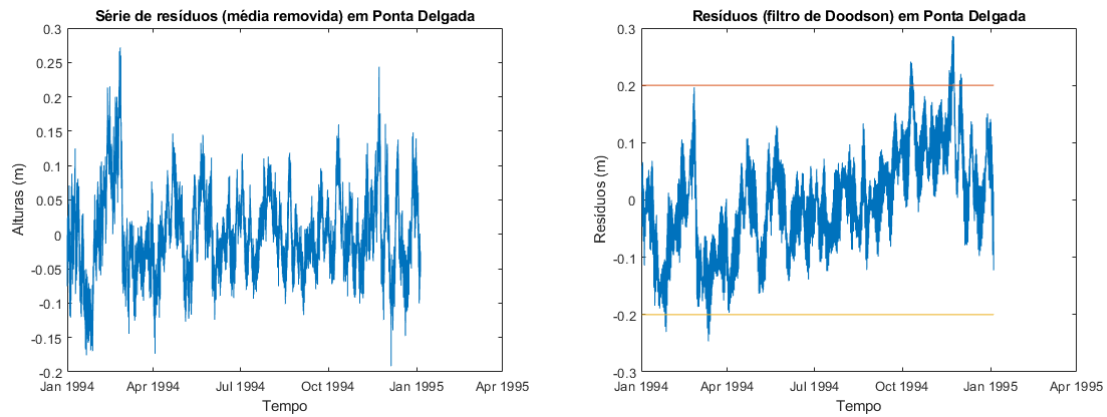 Série de resíduos (média removida) em Ponta Delgada
0.3
0.25
0.2
0.15
0.1
0.05
0
-0.05
-0.1
-0.15
-0.2
Alturas (m)
Jan 1994 Apr 1994 Jul 1994 Oct 1994 Jan 1995 Apr 1995
Tempo
Resíduos (filtro de Doodson) em Ponta Delgada
0.3
0.2
0.1
0
-0.1
-0.2
-0.3
Resíduos (m)
Jan 1994 Apr 1994 Jul 1994 Oct 1994 Jan 1995 Apr 1995
Tempo